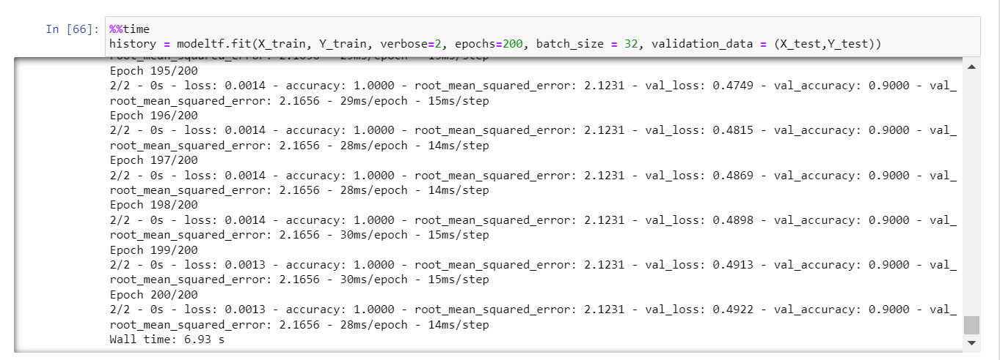 In [66]:
%%time
history = modeltf.fit(X_train, Y_train, verbose=2, epochs=200, batch_size = 32, validation_data = (X_test,Y_test))
Epoch 195/200
2/2 - 0s - loss: 0.0014 - accuracy: 1.0000 - root_mean_squared_error: 2.1231 - val_loss: 0.4749 - val_accuracy: 0.9000 - val_
root_mean_squared_error: 2.1656 - 29ms/epoch - 15ms/step
Epoch 196/200
2/2 - 0s - loss: 0.0014 - accuracy: 1.0000 - root_mean_squared_error: 2.1231 - val_loss: 0.4815 - val_accuracy: 0.9000 - val_
root_mean_squared_error: 2.1656 - 28ms/epoch - 14ms/step
Epoch 197/200
2/2 - 0s - loss: 0.0014 - accuracy: 1.0000 - root_mean_squared_error: 2.1231 - val_loss: 0.4869 - val_accuracy: 0.9000 - val_
root_mean_squared_error: 2.1656 - 28ms/epoch - 14ms/step
Epoch 198/200
2/2 - 0s - loss: 0.0014 - accuracy: 1.0000 - root_mean_squared_error: 2.1231 - val_loss: 0.4898 - val_accuracy: 0.9000 - val_
root_mean_squared_error: 2.1656 - 30ms/epoch - 15ms/step
Epoch 199/200
2/2 - 0s - loss: 0.0013 - accuracy: 1.0000 - root_mean_squared_error: 2.1231 - val_loss: 0.4913 - val_accuracy: 0.9000 - val_
root_mean_squared_error: 2.1656 - 30ms/epoch - 15ms/step
Epoch 200/200
2/2 - 0s - loss: 0.0013 - accuracy: 1.0000 - root_mean_squared_error: 2.1231 - val_loss: 0.4922 - val_accuracy: 0.9000 - val_
root_mean_squared_error: 2.1656 - 28ms/epoch - 14ms/step
Wall time: 6.93 s